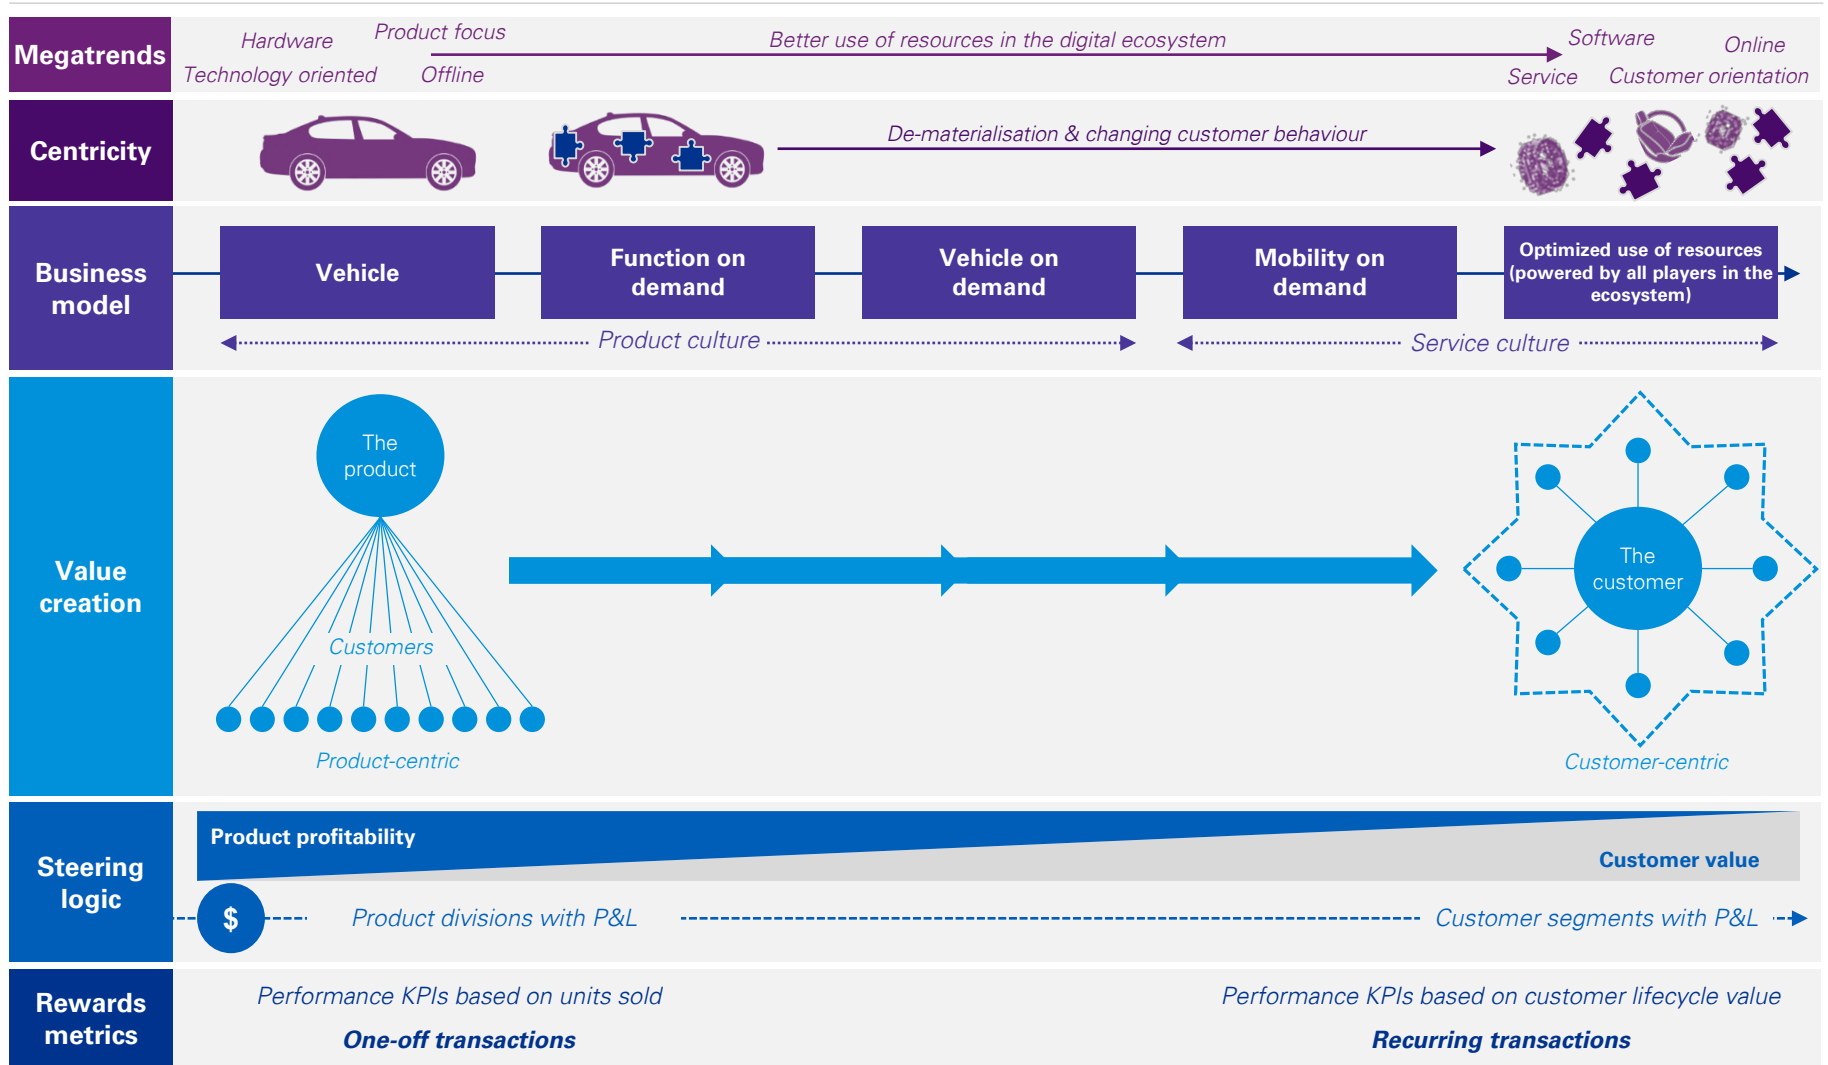 Megatrends
Hardware
Product focus
Technology oriented
Offline
Better use of resources in the digital ecosystem
Software
Online
Service
Customer orientation
Centricity
De-materialisation & changing customer behaviour
Business
model
Vehicle
Function on
demand
Vehicle on
demand
Mobility on
demand
Optimized use of resources
(powered by all players in the
ecosystem)
Product culture
Service culture
Value
creation
The
product
Customers
Product-centric
The
customer
Customer-centric
Steering
logic
Product profitability
Customer value
$
Product divisions with P&L
Customer segments with P&L
Rewards
metrics
Performance KPIs based on units sold
One-off transactions
Performance KPIs based on customer lifecycle value
Recurring transactions